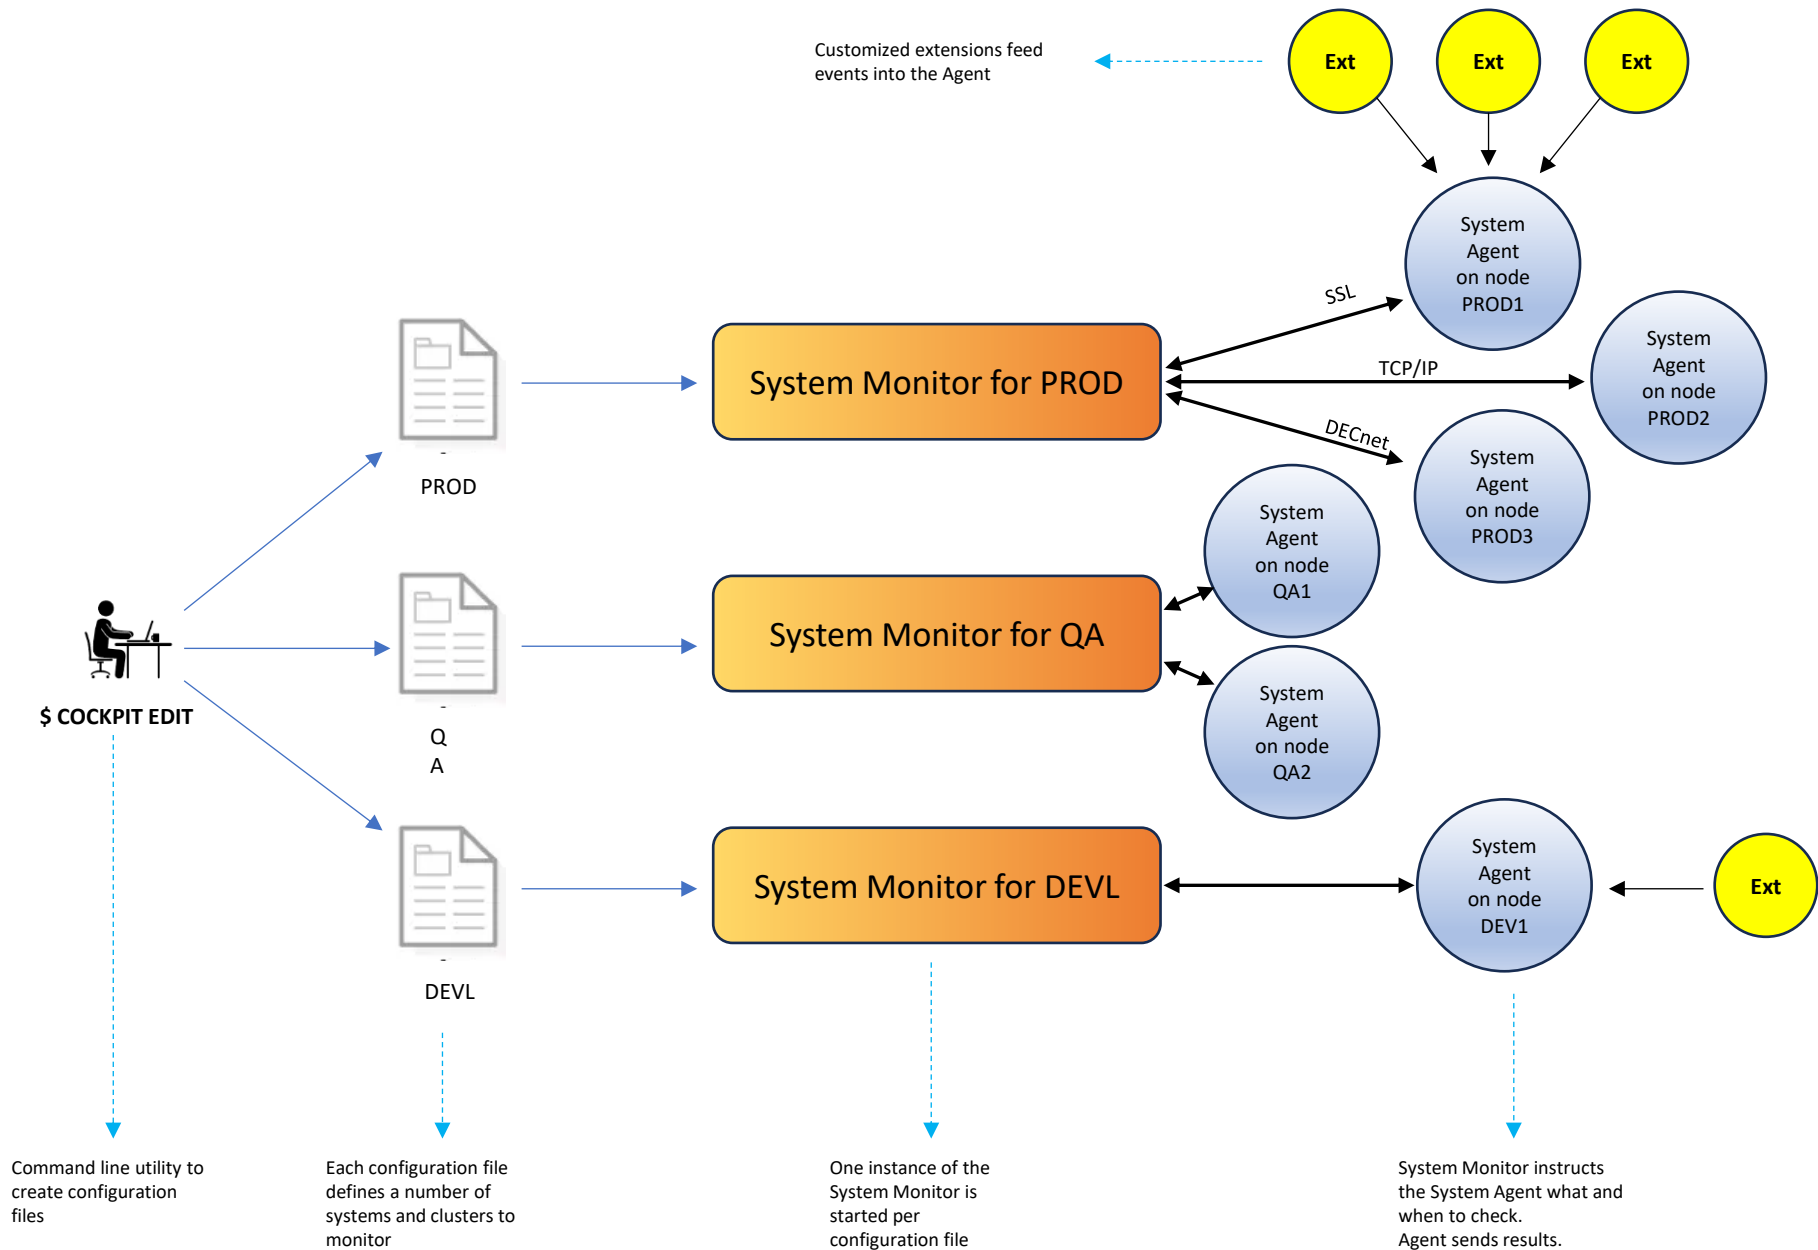 Customized extensions feed
events into the Agent
Ext
Ext
Ext
System
Agent
on node
PROD1
SSL
System Monitor for PROD
TCP/IP
System
Agent
on node
PROD2
DECnet
System
Agent
on node
PROD3
PROD
System
Agent
on node
QA1
System Monitor for QA
System
Agent
on node
QA2
$ COCKPIT EDIT
Q
A
System Monitor for DEVL
System
Agent
on node
DEV1
Ext
DEVL
Command line utility to
create configuration
files
Each configuration file
defines a number of
systems and clusters to
monitor
One instance of the
System Monitor is
started per
configuration file
System Monitor instructs
the System Agent what and
when to check.
Agent sends results.